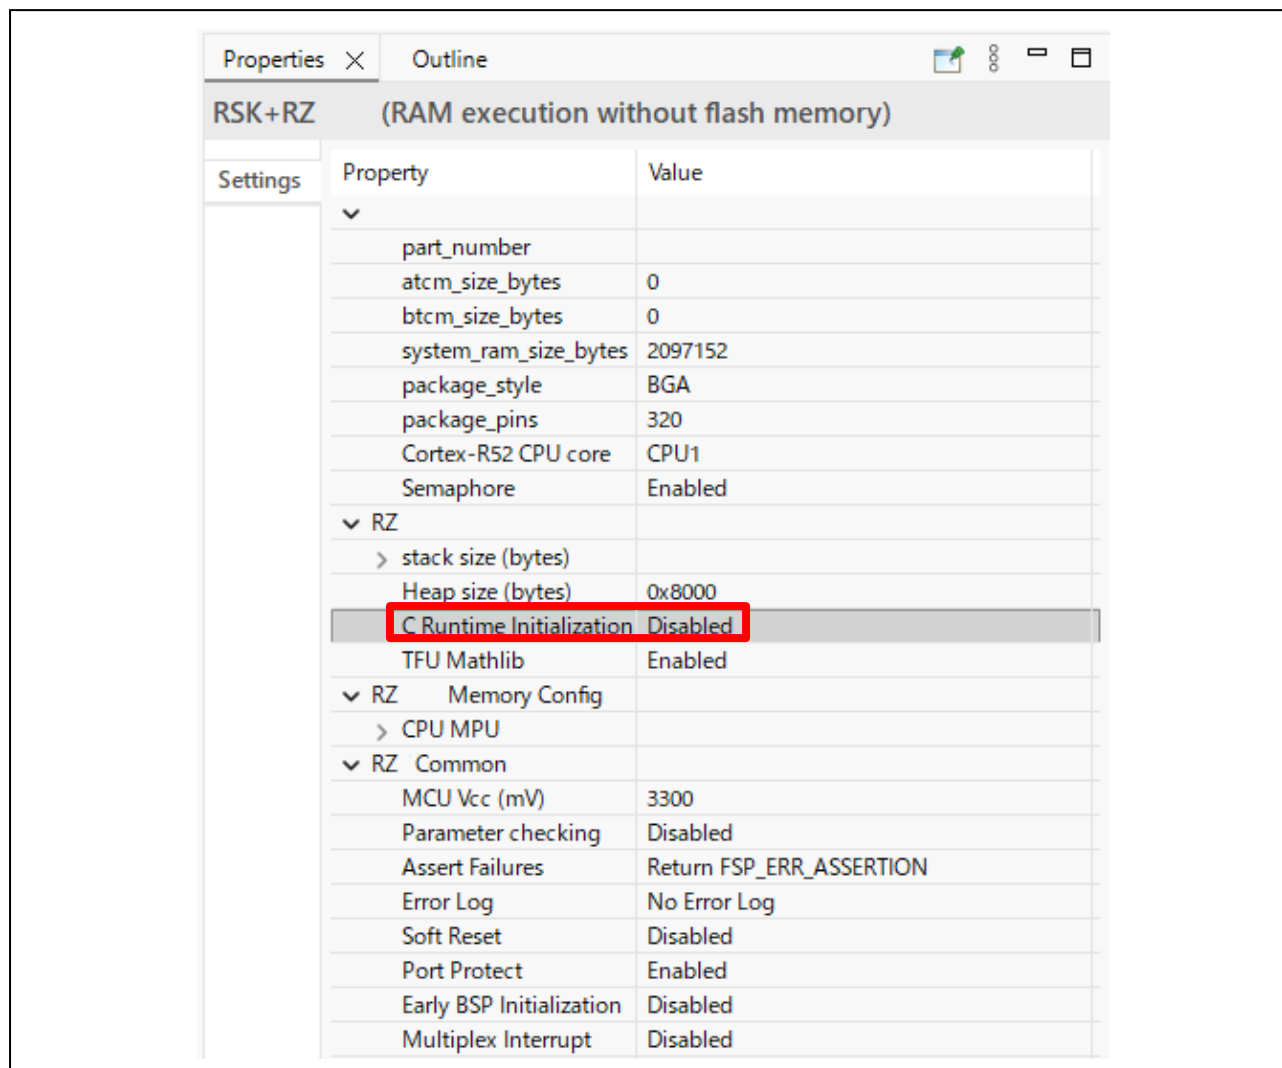 Properties Outline
RSK+RZ (RAM execution without flash memory)
Settings
Property Value
part_number
atcm_size_bytes 0
btcm_size_bytes 0
system_ram_size_bytes 2097152
package_style BGA
package_pins 320
Cortex-R52 CPU core CPU1
Semaphore Enabled
RZ
stack size (bytes)
Heap size (bytes) 0x8000
C Runtime Initialization Disabled
TFU Mathlib Enabled
RZ Memory Config
CPU MPU
RZ Common
MCU Vcc (mV) 3300
Parameter checking Disabled
Assert Failures Return FSP_ERR_ASSERTION
Error Log No Error Log
Soft Reset Disabled
Port Protect Enabled
Early BSP Initialization Disabled
Multiplex Interrupt Disabled